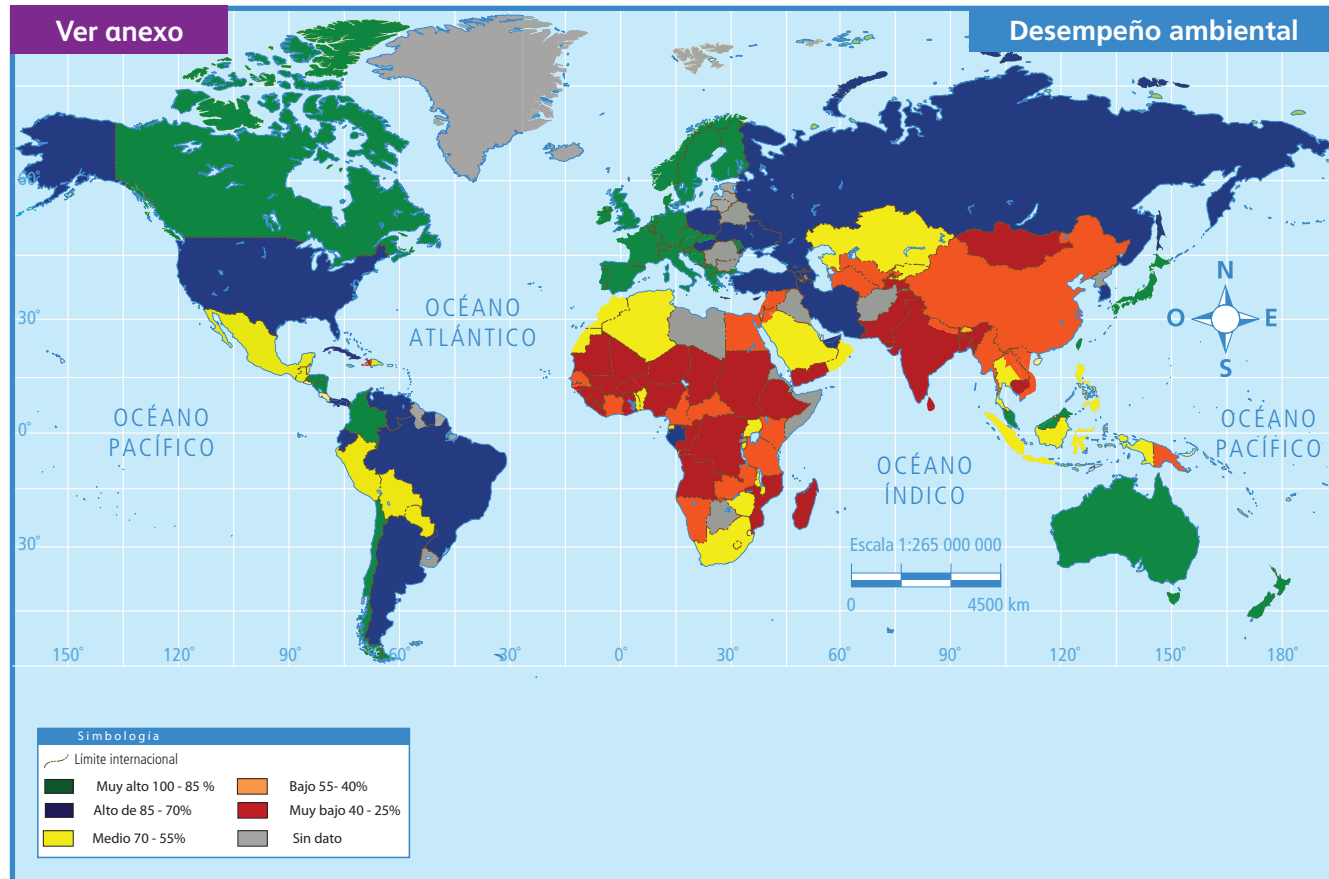 Ver anexo
Desempeño ambiental
60°
30°
0°
30°
OCÉANO
ATLÁNTICO
OCÉANO
PACÍFICO
OCÉANO
ÍNDICO
OCÉANO
PACÍFICO
N
O
E
S
Escala 1:265 000 000
0
4500 km
150°
120°
90°
60°
30°
0°
30°
60°
90°
120°
150°
180°
Simbología
Límite internacional
Muy alto 100 - 85 %
Bajo 55- 40%
Alto de 85 - 70%
Muy bajo 40 - 25%
Medio 70 - 55%
Sin dato